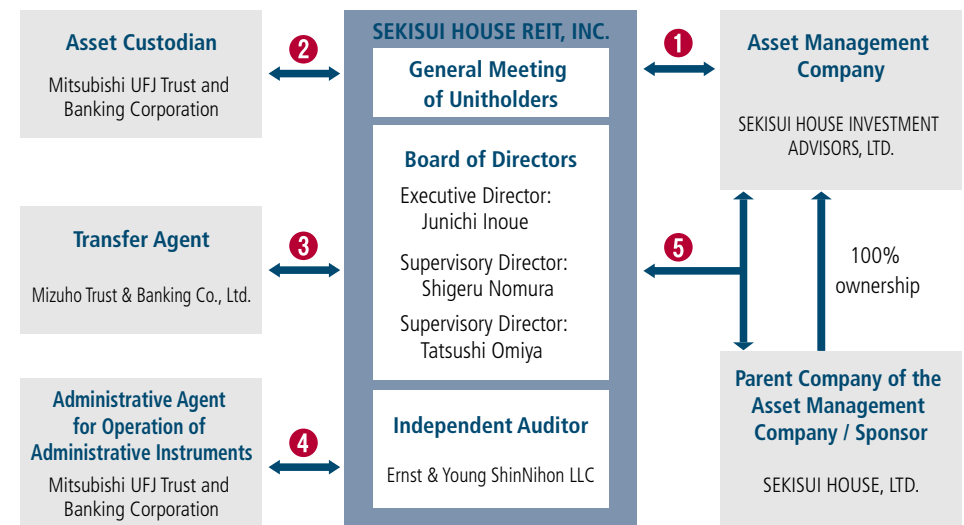 Asset Custodian
Mitsubishi UFJ Trust and
Banking Corporation
2
Transfer Agent
Mizuho Trust & Banking Co., Ltd.
3
Administrative Agent
for Operation of
Administrative Instruments
Mitsubishi UFJ Trust and
Banking Corporation
4
SEKISUI HOUSE REIT, INC.
General Meeting
of Unitholders
Board of Directors
Executive Director:
Junichi Inoue
Supervisory Director:
Shigeru Nomura
Supervisory Director:
Tatsushi Omiya
Independent Auditor
Ernst & Young ShinNihon LLC
1
Asset Management
Company
SEKISUI HOUSE INVESTMENT
ADVISORS, LTD.
5
100%
ownership
Parent Company of the
Asset Management
Company / Sponsor
SEKISUI HOUSE, LTD.